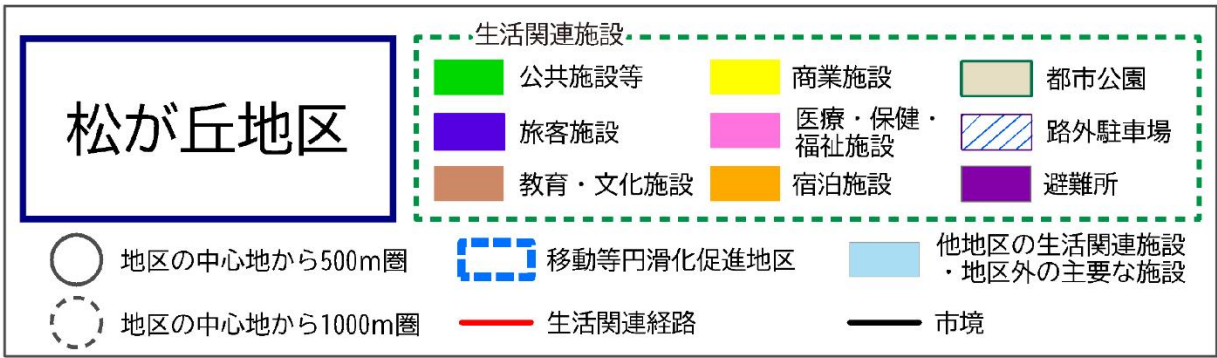 松が丘地区
生活関連施設
公共施設等
商業施設
都市公園
旅客施設
医療・保健・
福祉施設
路外駐車場
教育・文化施設
宿泊施設
避難所
地区の中心地から500m圏
移動等円滑化促進地区
他地区の生活関連施設
・地区外の主要な施設
地区の中心地から1000m圏
生活関連経路
市境